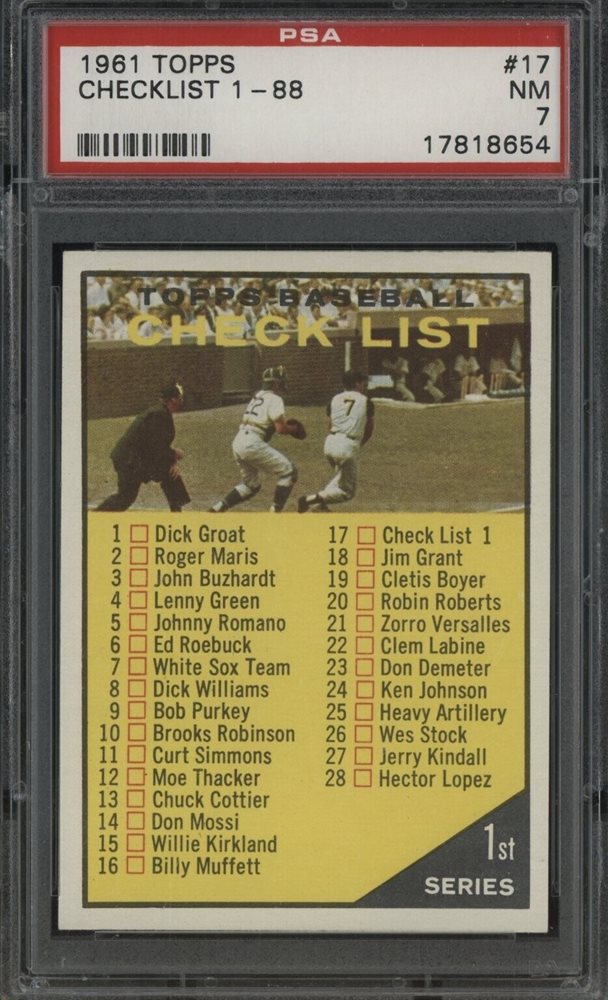 PSA
1961 TOPPS #17
CHECKLIST 1 - 88 NM
7
17818654
TOPPS BASEBALL
CHECK LIST
12
7
1 Dick Groat
2 Roger Maris
3 John Buzhardt
4 Lenny Green
5 Johnny Romano
6 Ed Roebuck
7 White Sox Team
8 Dick Williams
9 Bob Purkey
10 Brooks Robinson
11 Curt Simmons
12 Moe Thacker
13 Chuck Cottier
14 Don Mossi
15 Willie Kirkland
16 Billy Muffett
17 Check List 1
18 Jim Grant
19 Cletis Boyer
20 Robin Roberts
21 Zorro Versalles
22 Clem Labine
23 Don Demeter
24 Ken Johnson
25 Heavy Artillery
26 Wes Stock
27 Jerry Kindall
28 Hector Lopez
1st
SERIES